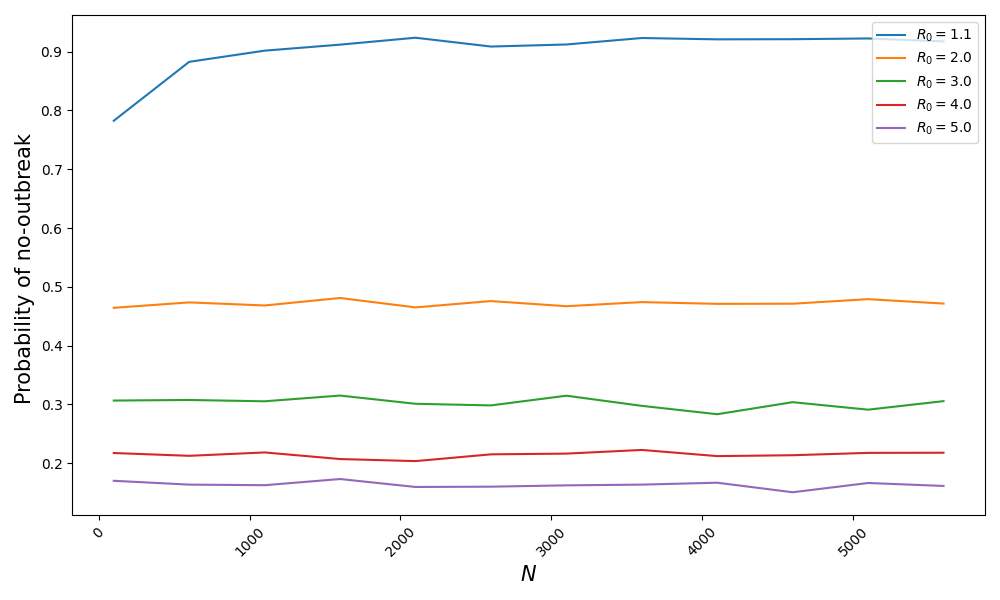 Probability of no-outbreak
0.9
0.8
0.7
0.6
0.5
0.4
0.3
0.2
0
1000
2000
3000
4000
5000
N
R₀ = 1.1
R₀ = 2.0
R₀ = 3.0
R₀ = 4.0
R₀ = 5.0